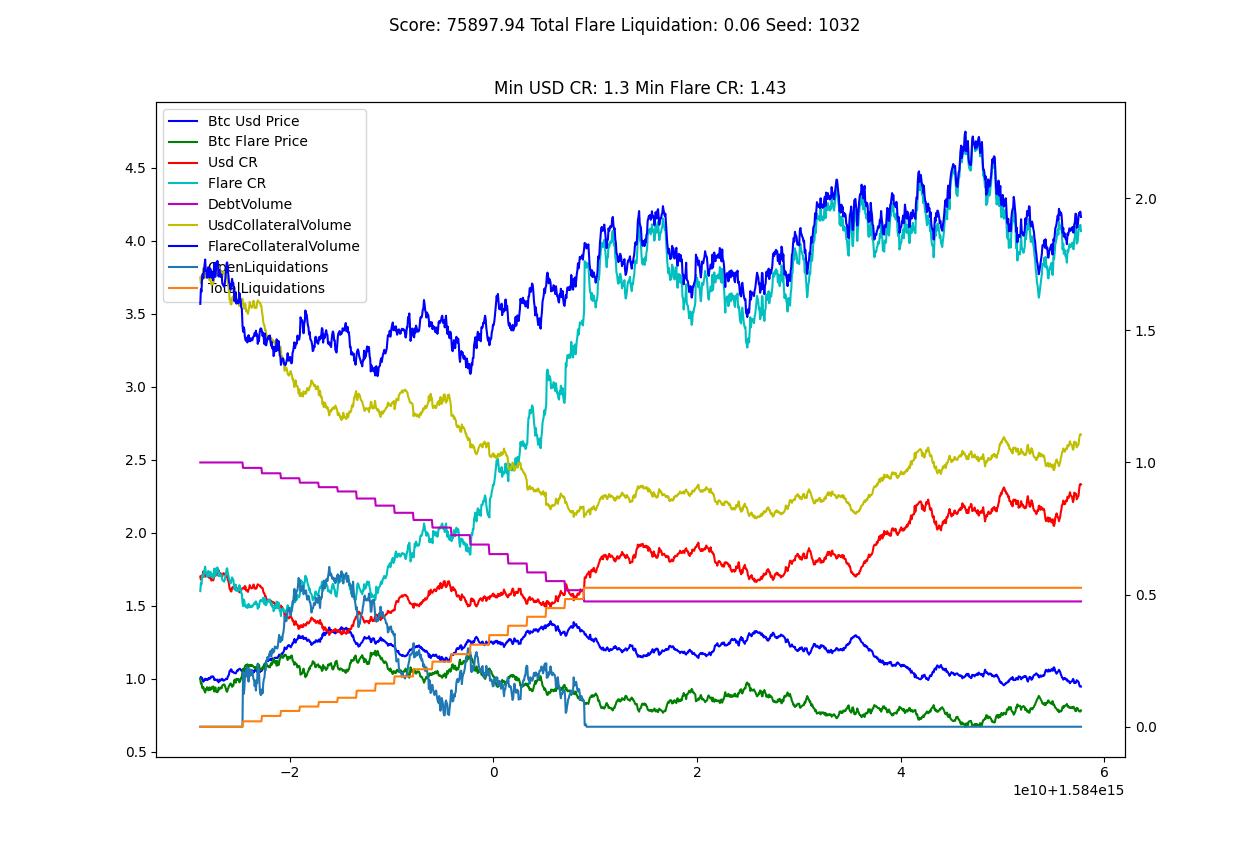 Score: 75897.94 Total Flare Liquidation: 0.06 Seed: 1032
Min USD CR: 1.3 Min Flare CR: 1.43
Btc Usd Price
Btc Flare Price
Usd CR
Flare CR
DebtVolume
UsdCollateralVolume
FlareCollateralVolume
OpenLiquidations
TotalLiquidations
4.5
4.0
3.5
3.0
2.5
2.0
1.5
1.0
0.5
2.0
1.5
1.0
0.5
0.0
−2
0
2
4
6
1e10+1.584e15